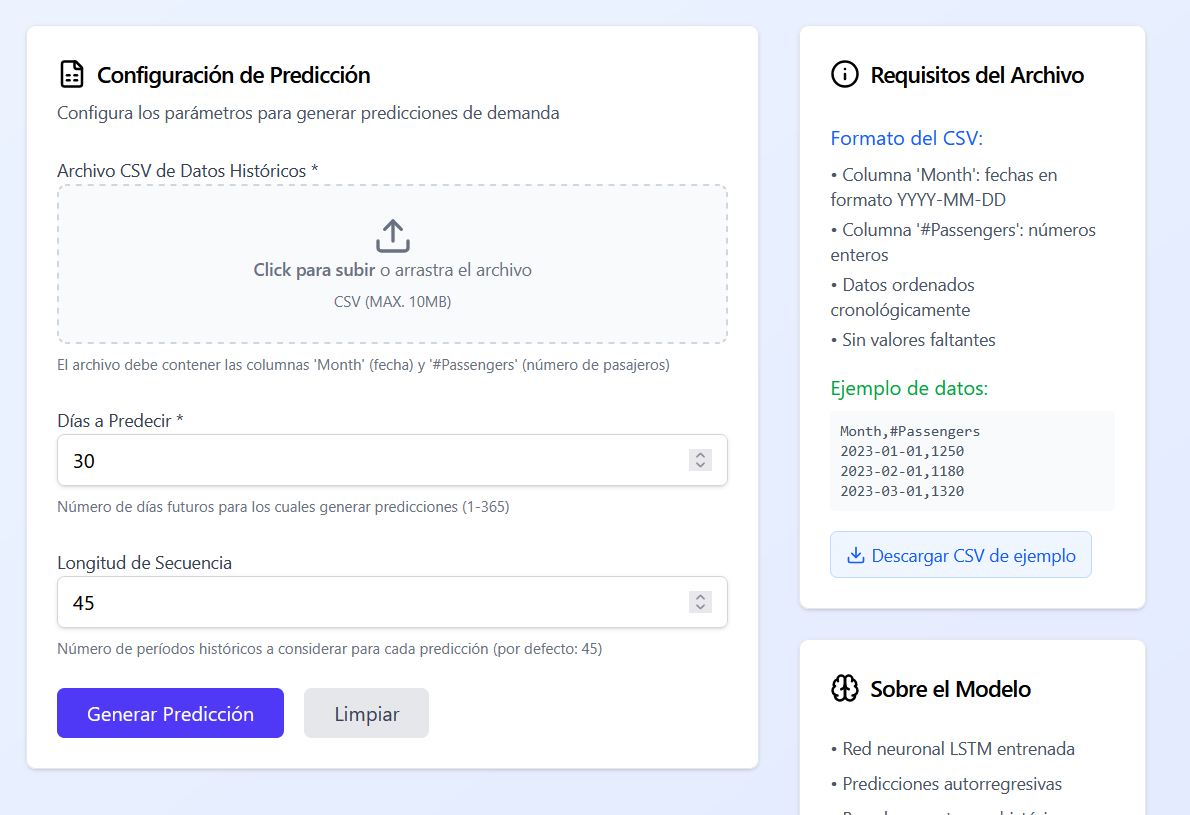 Configuración de Predicción
Configura los parámetros para generar predicciones de demanda
Archivo CSV de Datos Históricos *
Click para subir o arrastra el archivo
CSV (MAX. 10MB)
El archivo debe contener las columnas 'Month' (fecha) y '#Passengers' (número de pasajeros)
Días a Predecir *
30
Número de días futuros para los cuales generar predicciones (1-365)
Longitud de Secuencia
45
Número de períodos históricos a considerar para cada predicción (por defecto: 45)
Generar Predicción
Limpiar
Requisitos del Archivo
Formato del CSV:
• Columna 'Month': fechas en
formato YYYY-MM-DD
• Columna '#Passengers': números
enteros
• Datos ordenados
cronológicamente
• Sin valores faltantes
Ejemplo de datos:
Month,#Passengers
2023-01-01,1250
2023-02-01,1180
2023-03-01,1320
Descargar CSV de ejemplo
Sobre el Modelo
• Red neuronal LSTM entrenada
• Predicciones autorregresivas